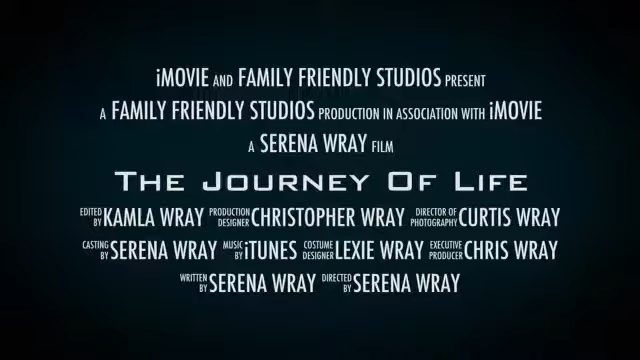 iMOVIE AND FAMILY FRIENDLY STUDIOS PRESENT
A FAMILY FRIENDLY STUDIOS PRODUCTION IN ASSOCIATION WITH iMOVIE
A SERENA WRAY FILM
THE JOURNEY OF LIFE
EDITED BY KAMLA WRAY PRODUCTION DESIGNER CHRISTOPHER WRAY DIRECTOR OF PHOTOGRAPHY CURTIS WRAY
CASTING BY SERENA WRAY MUSIC BY iTUNES COSTUME DESIGNER LEXIE WRAY EXECUTIVE PRODUCER CHRIS WRAY
WRITTEN BY SERENA WRAY DIRECTED BY SERENA WRAY